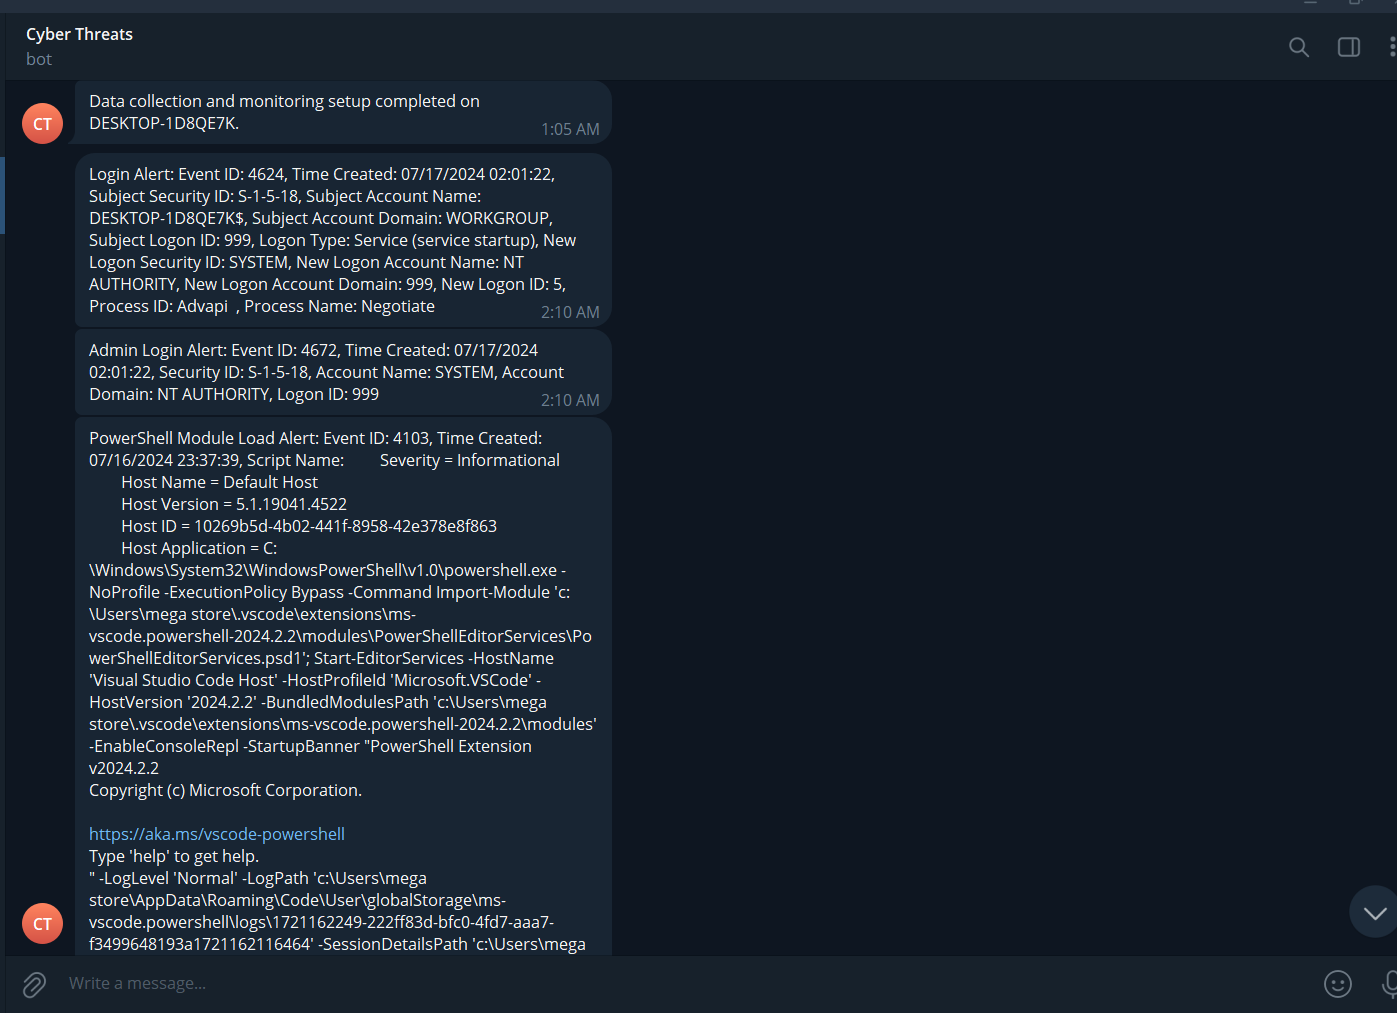 Cyber Threats
bot
Data collection and monitoring setup completed on
DESKTOP-1D8QE7K.
1:05 AM
CT
Login Alert: Event ID: 4624, Time Created: 07/17/2024 02:01:22,
Subject Security ID: S-1-5-18, Subject Account Name:
DESKTOP-1D8QE7K$, Subject Account Domain: WORKGROUP,
Subject Logon ID: 999, Logon Type: Service (service startup), New
Logon Security ID: SYSTEM, New Logon Account Name: NT
AUTHORITY, New Logon Account Domain: 999, New Logon ID: 5,
Process ID: Advapi  , Process Name: Negotiate
2:10 AM
Admin Login Alert: Event ID: 4672, Time Created: 07/17/2024
02:01:22, Security ID: S-1-5-18, Account Name: SYSTEM, Account
Domain: NT AUTHORITY, Logon ID: 999
2:10 AM
PowerShell Module Load Alert: Event ID: 4103, Time Created:
07/16/2024 23:37:39, Script Name:        Severity = Informational
Host Name = Default Host
Host Version = 5.1.19041.4522
Host ID = 10269b5d-4b02-441f-8958-42e378e8f863
Host Application = C:
\Windows\System32\WindowsPowerShell\v1.0\powershell.exe -
NoProfile -ExecutionPolicy Bypass -Command Import-Module 'c:
\Users\mega store\.vscode\extensions\ms-
vscode.powershell-2024.2.2\modules\PowerShellEditorServices\Po
werShellEditorServices.psd1'; Start-EditorServices -HostName
'Visual Studio Code Host' -HostProfileId 'Microsoft.VSCode' -
HostVersion '2024.2.2' -BundledModulesPath 'c:\Users\mega
store\.vscode\extensions\ms-vscode.powershell-2024.2.2\modules'
-EnableConsoleRepl -StartupBanner "PowerShell Extension
v2024.2.2
Copyright (c) Microsoft Corporation.
https://aka.ms/vscode-powershell
Type 'help' to get help.
" -LogLevel 'Normal' -LogPath 'c:\Users\mega
store\AppData\Roaming\Code\User\globalStorage\ms-
vscode.powershell\logs\1721162249-222ff83d-bfc0-4fd7-aaa7-
f3499648193a1721162116464' -SessionDetailsPath 'c:\Users\mega
CT
Write a message...